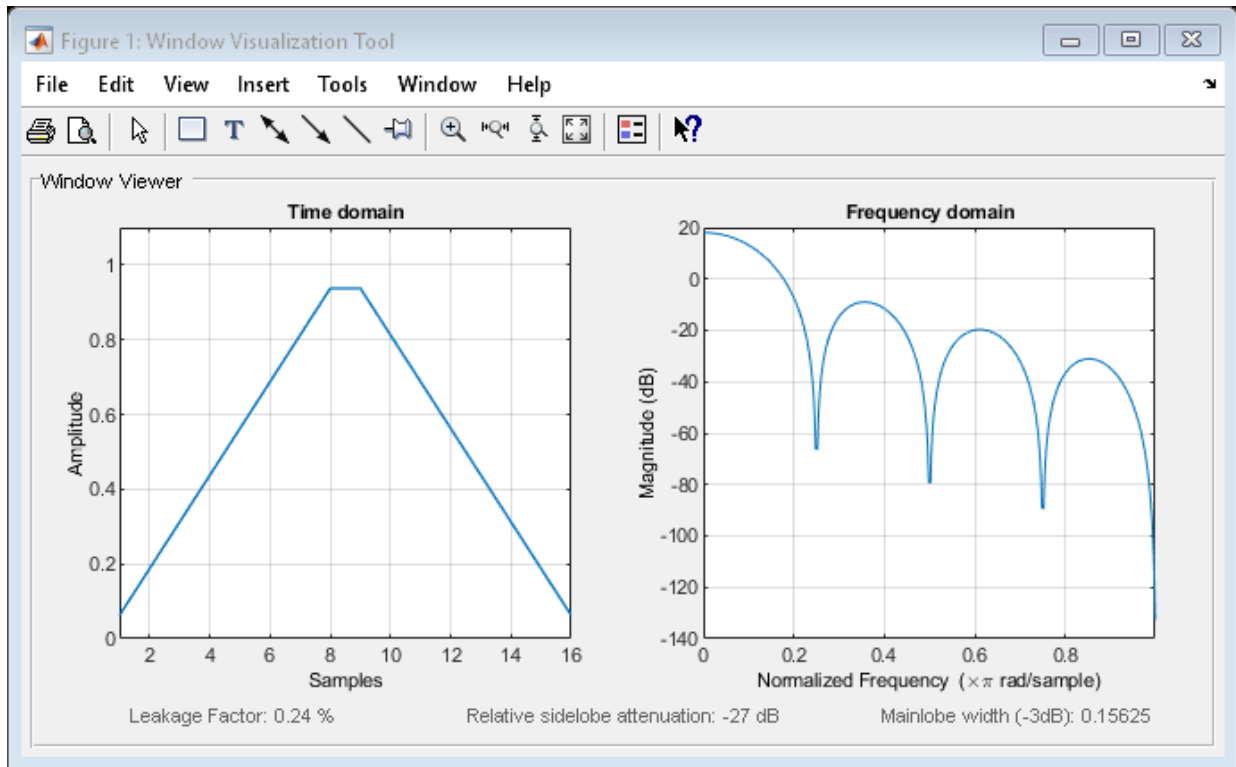 Figure 1: Window Visualization Tool
File Edit View Insert Tools Window Help
T
?
Window Viewer
Time domain
1
0.8
0.6
0.4
0.2
0
Amplitude
2 4 6 8 10 12 14 16
Samples
Frequency domain
20
0
-20
-40
-60
-80
-100
-120
-140
Magnitude (dB)
0 0.2 0.4 0.6 0.8
Normalized Frequency (×π rad/sample)
Leakage Factor: 0.24 % Relative sidelobe attenuation: -27 dB Mainlobe width (-3dB): 0.15625